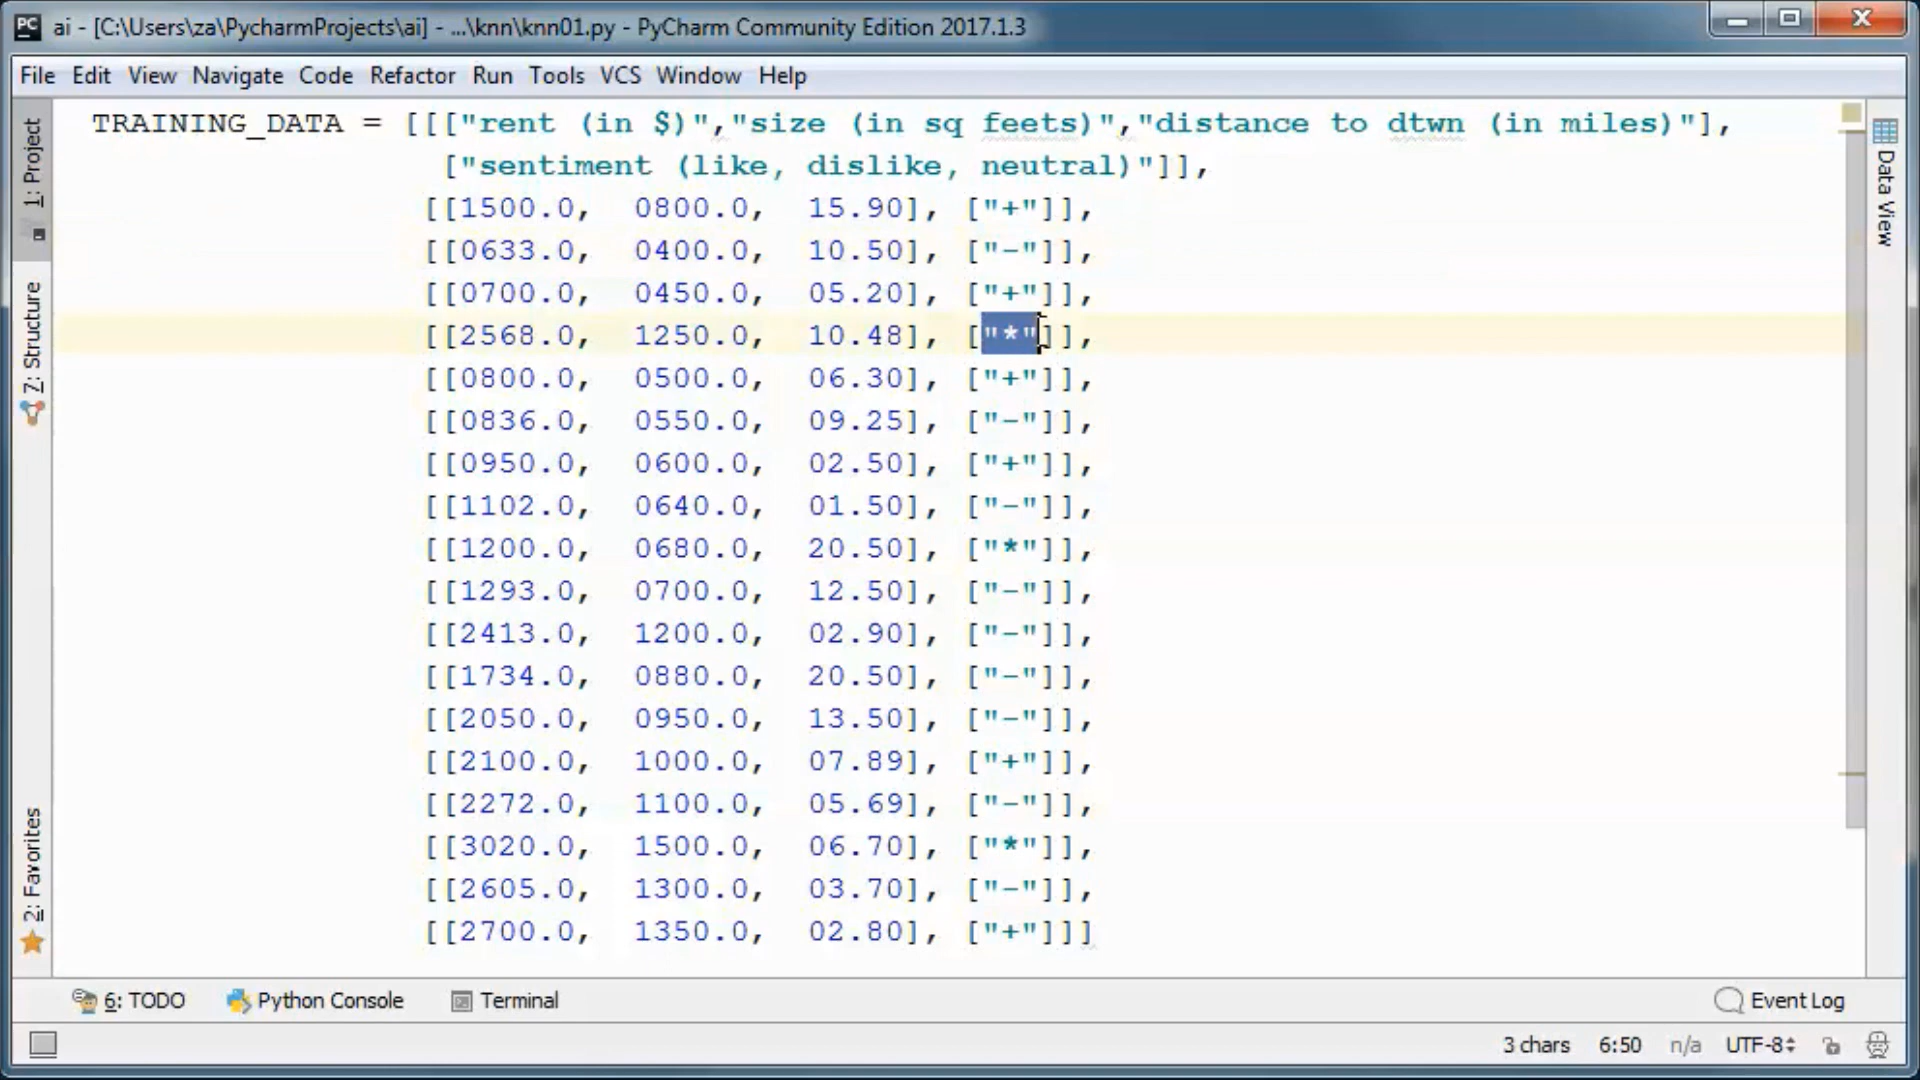 PC ai - [C:\Users\za\PycharmProjects\ai] - ...\knn\knn01.py - PyCharm Community Edition 2017.1.3
File Edit View Navigate Code Refactor Run Tools VCS Window Help
TRAINING_DATA = [[["rent (in $)","size (in sq feets)","distance to dtwn (in miles)"],
["sentiment (like, dislike, neutral)"]],
[[1500.0, 0800.0, 15.90], ["+"]],
[[0633.0, 0400.0, 10.50], ["-"]],
[[0700.0, 0450.0, 05.20], ["+"]],
[[2568.0, 1250.0, 10.48], ["*"]],
[[0800.0, 0500.0, 06.30], ["+"]],
[[0836.0, 0550.0, 09.25], ["-"]],
[[0950.0, 0600.0, 02.50], ["+"]],
[[1102.0, 0640.0, 01.50], ["-"]],
[[1200.0, 0680.0, 20.50], ["*"]],
[[1293.0, 0700.0, 12.50], ["-"]],
[[2413.0, 1200.0, 02.90], ["-"]],
[[1734.0, 0880.0, 20.50], ["-"]],
[[2050.0, 0950.0, 13.50], ["-"]],
[[2100.0, 1000.0, 07.89], ["+"]],
[[2272.0, 1100.0, 05.69], ["-"]],
[[3020.0, 1500.0, 06.70], ["*"]],
[[2605.0, 1300.0, 03.70], ["-"]],
[[2700.0, 1350.0, 02.80], ["+"]]]
1: Project
7: Structure
2: Favorites
Data View
6: TODO Python Console Terminal Event Log
3 chars 6:50 n/a UTF-8